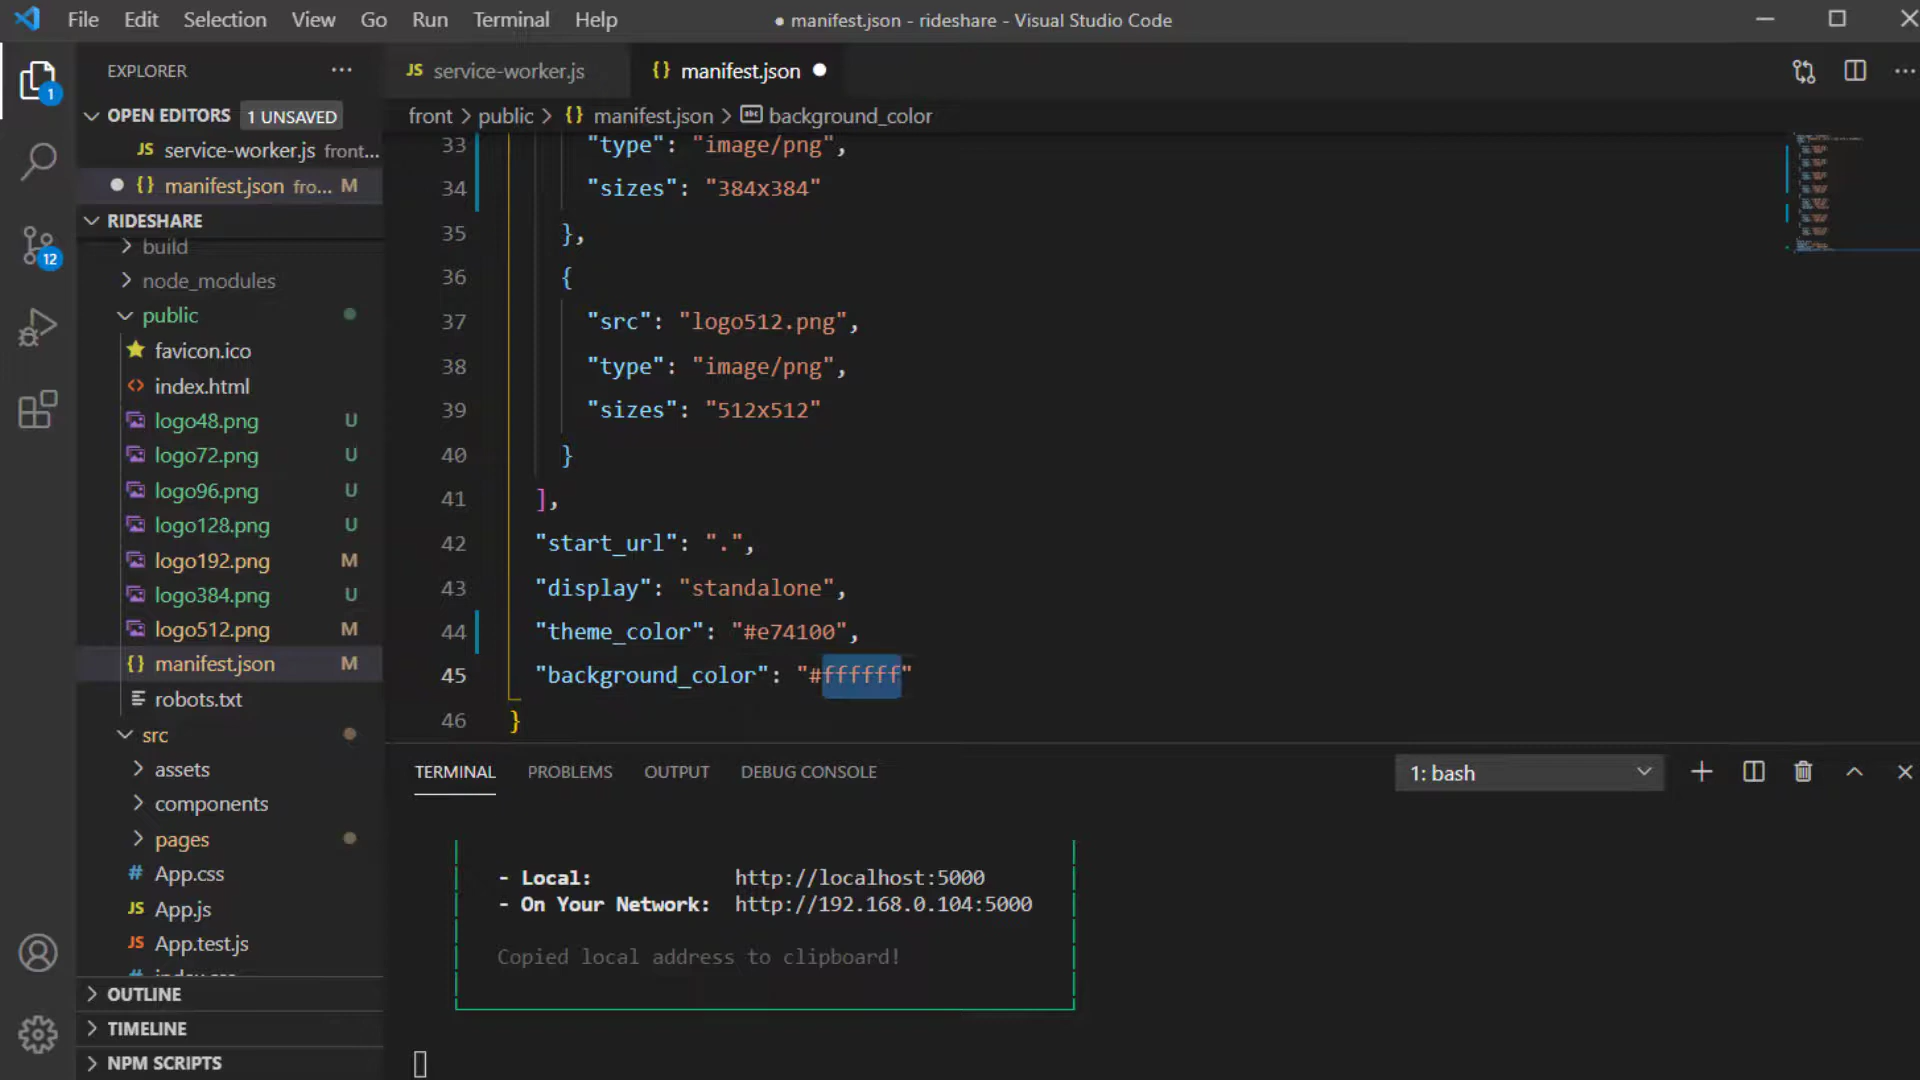 File Edit Selection View Go Run Terminal Help
● manifest.json - rideshare - Visual Studio Code
EXPLORER
OPEN EDITORS 1 UNSAVED
JS service-worker.js front...
{} manifest.json fro... M
RIDESHARE
build
node_modules
public
favicon.ico
<> index.html
logo48.png U
logo72.png U
logo96.png U
logo128.png U
logo192.png M
logo384.png U
logo512.png M
{} manifest.json M
robots.txt
src
assets
components
pages
# App.css
JS App.js
JS App.test.js
OUTLINE
TIMELINE
NPM SCRIPTS
1
12
JS service-worker.js
{} manifest.json ●
front > public > {} manifest.json > abc background_color
33 "type": "image/png",
34 "sizes": "384x384"
35 },
36 {
37 "src": "logo512.png",
38 "type": "image/png",
39 "sizes": "512x512"
40 }
41 ],
42 "start_url": ".",
43 "display": "standalone",
44 "theme_color": "#e74100",
45 "background_color": "#ffffff"
46 }
TERMINAL PROBLEMS OUTPUT DEBUG CONSOLE
1: bash
- Local: http://localhost:5000
- On Your Network: http://192.168.0.104:5000
Copied local address to clipboard!